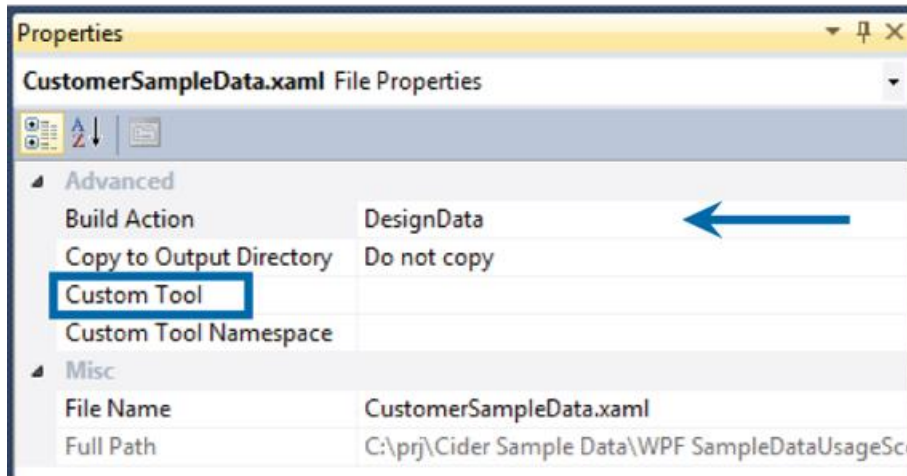 Properties
CustomerSampleData.xaml File Properties
Advanced
Build Action DesignData
Copy to Output Directory Do not copy
Custom Tool
Custom Tool Namespace
Misc
File Name CustomerSampleData.xaml
Full Path C:\prj\Cider Sample Data\WPF SampleDataUsageSc